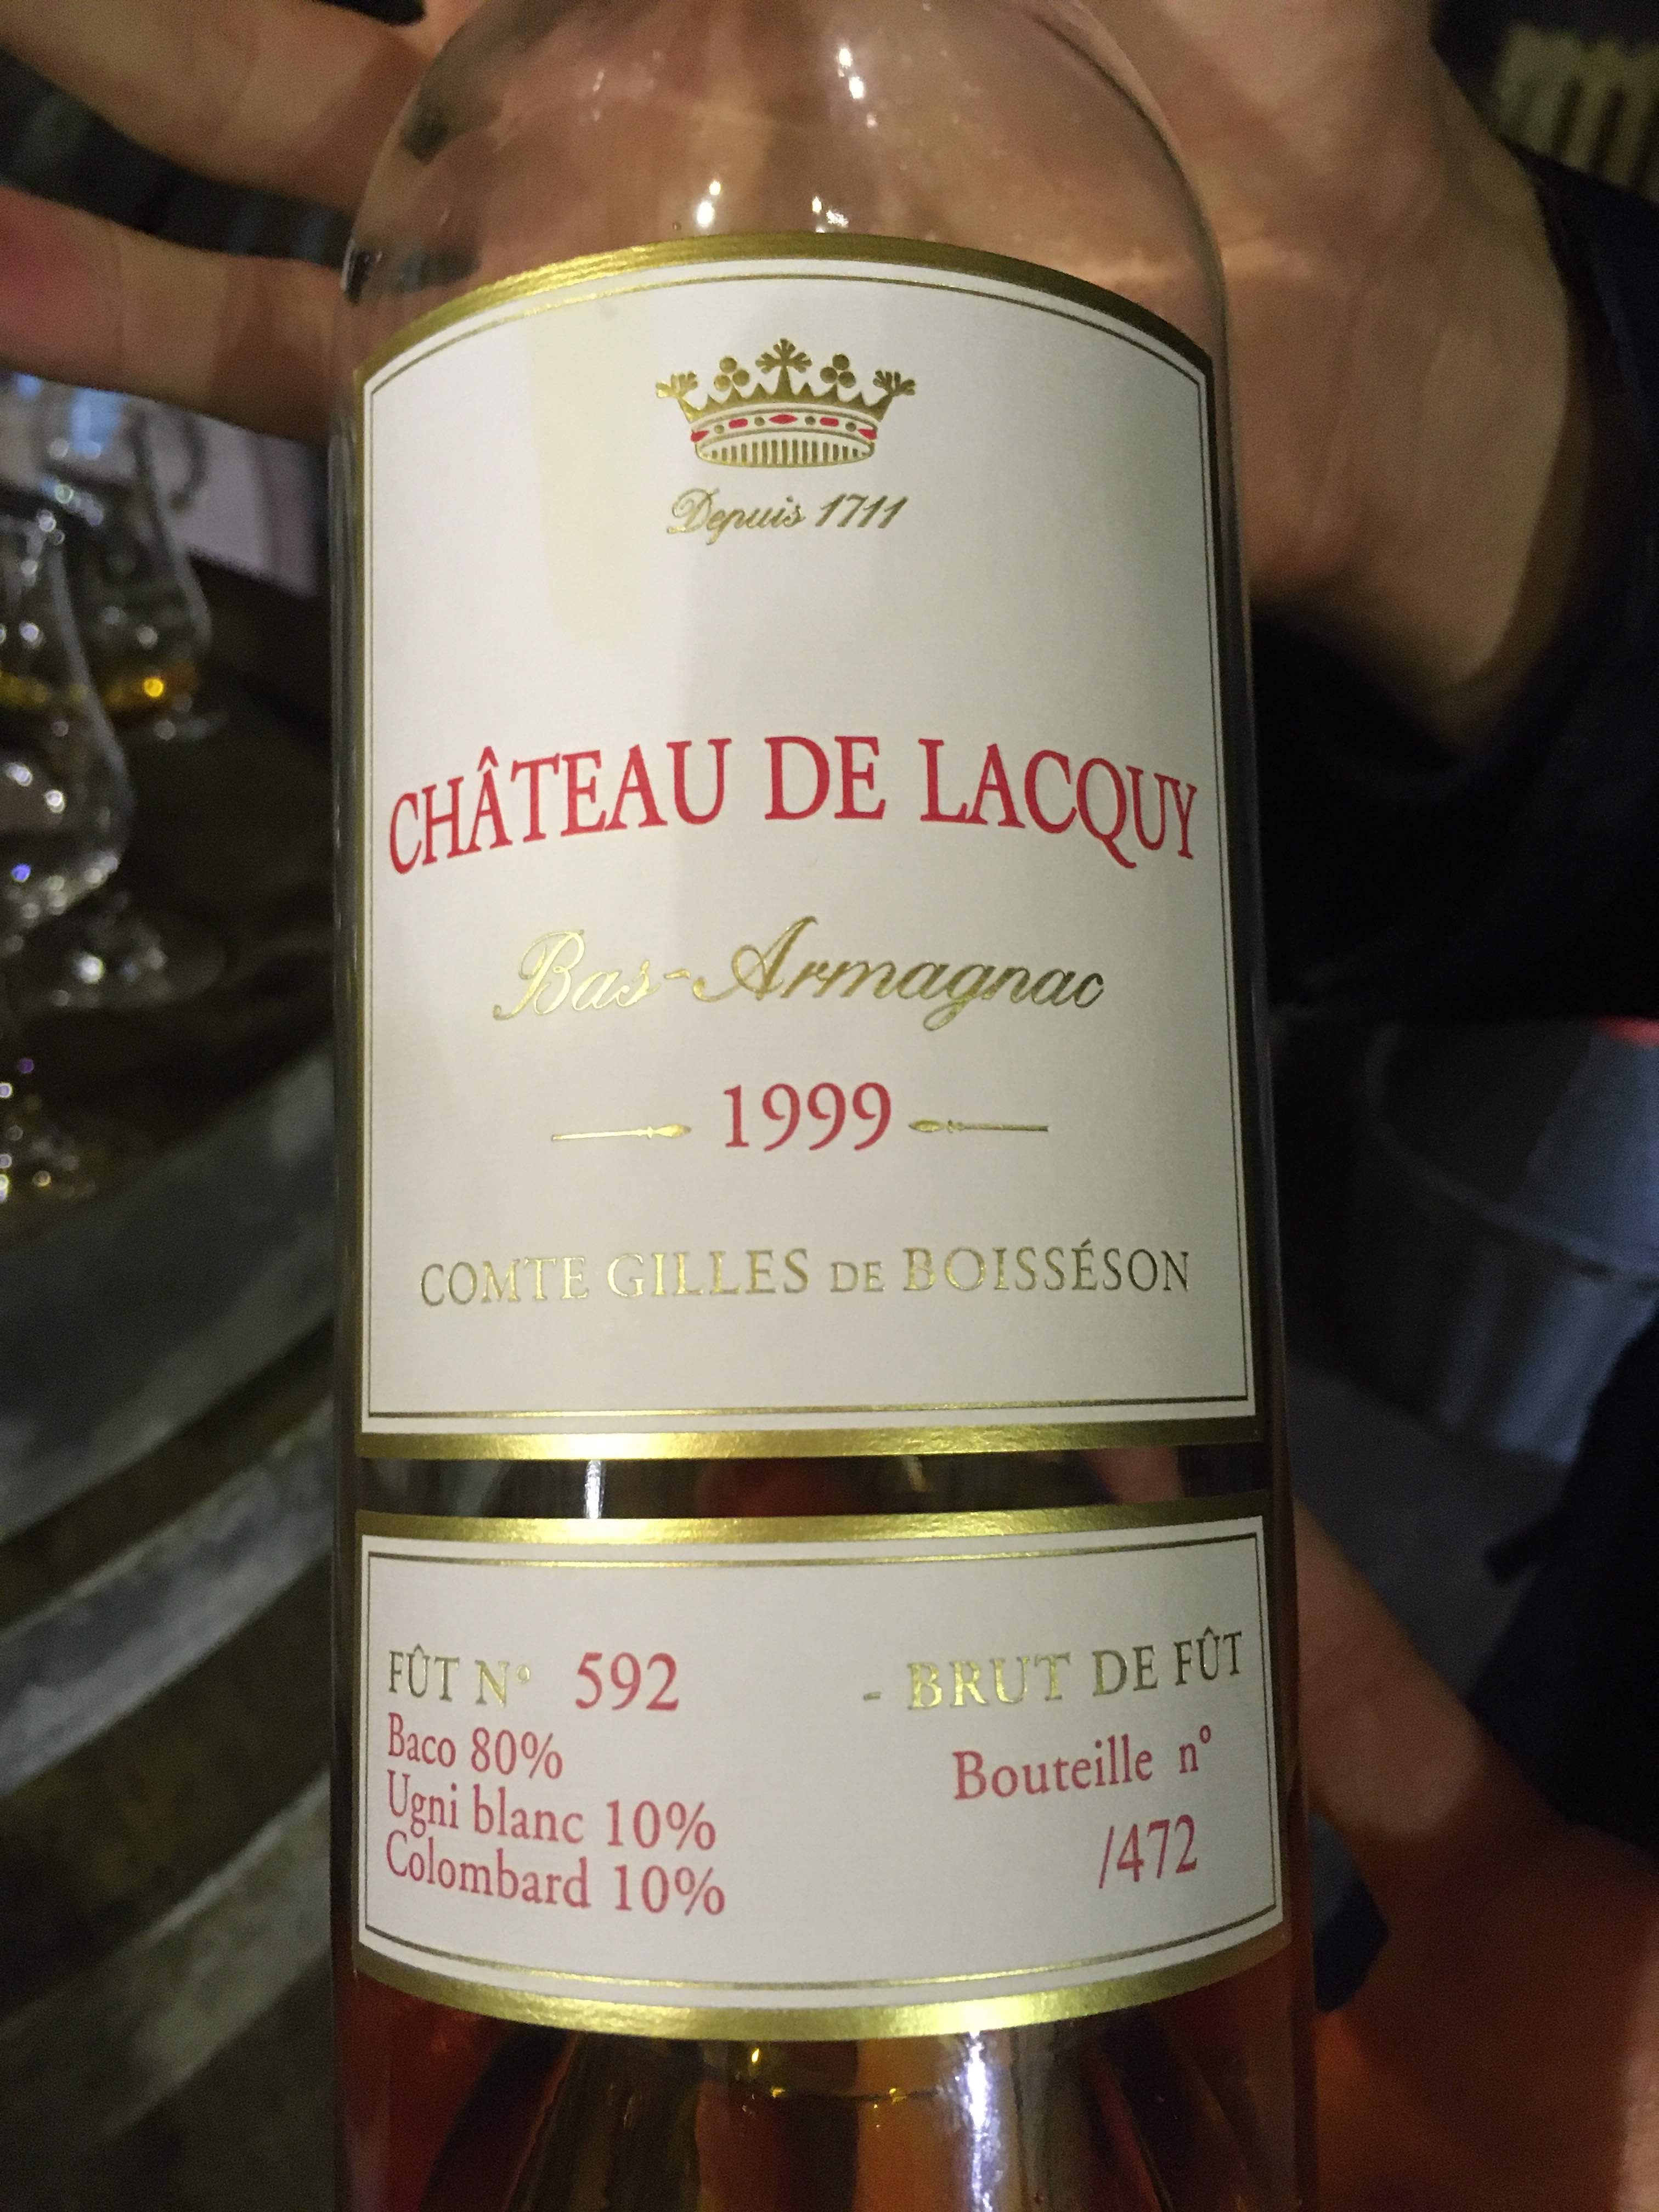 Depuis 1711
CHÂTEAU DE LACQUY
Bas-Armagnac
1999
COMTE GILLES DE BOISSÉSON
FÛT N° 592
Baco 80%
Ugni blanc 10%
Colombard 10%
- BRUT DE FÛT
Bouteille n°
/472